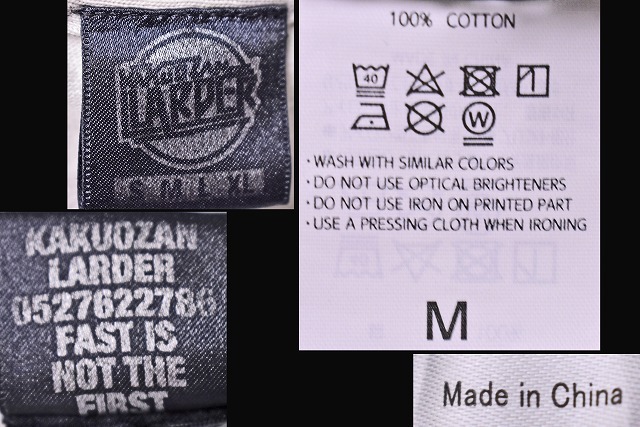 KAKUOZAN
LARDER
S M L XL
100% COTTON
40
W
・WASH WITH SIMILAR COLORS
・DO NOT USE OPTICAL BRIGHTENERS
・DO NOT USE IRON ON PRINTED PART
・USE A PRESSING CLOTH WHEN IRONING
M
KAKUOZAN
LARDER
0527622786
FAST IS
NOT THE
FIRST
Made in China